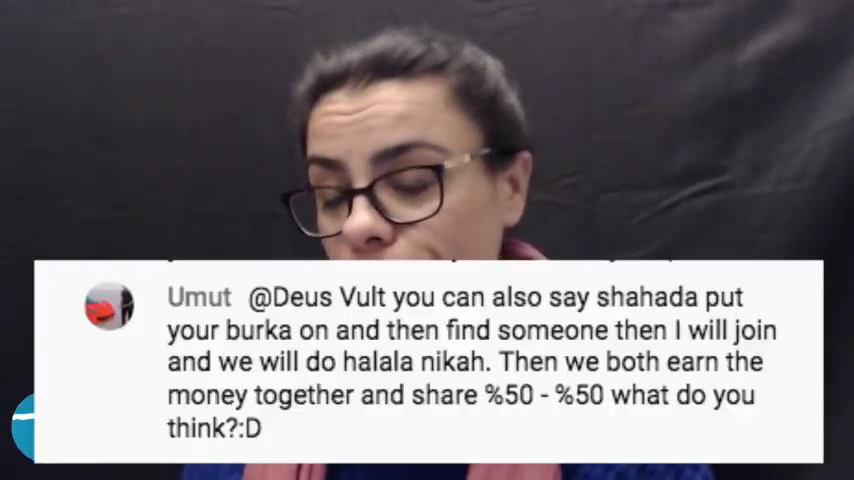 Umut @Deus Vult you can also say shahada put
your burka on and then find someone then I will join
and we will do halala nikah. Then we both earn the
money together and share %50 - %50 what do you
think?:D